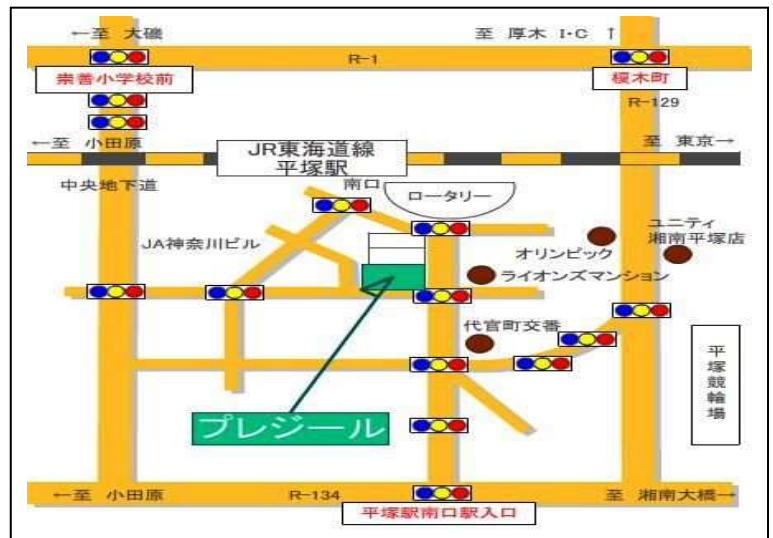 ←至 大磯
至 厚木 I・C ↑
R-1
崇善小学校前
榎木町
R-129
←至 小田原
JR東海道線
平塚駅
至 東京→
中央地下道
南口
ロータリー
ユニティ
湘南平塚店
JA神奈川ビル
オリンピック
ライオンズマンション
代官町交番
平塚競輪場
プレジール
←至 小田原
R-134
至 湘南大橋→
平塚駅南口駅入口